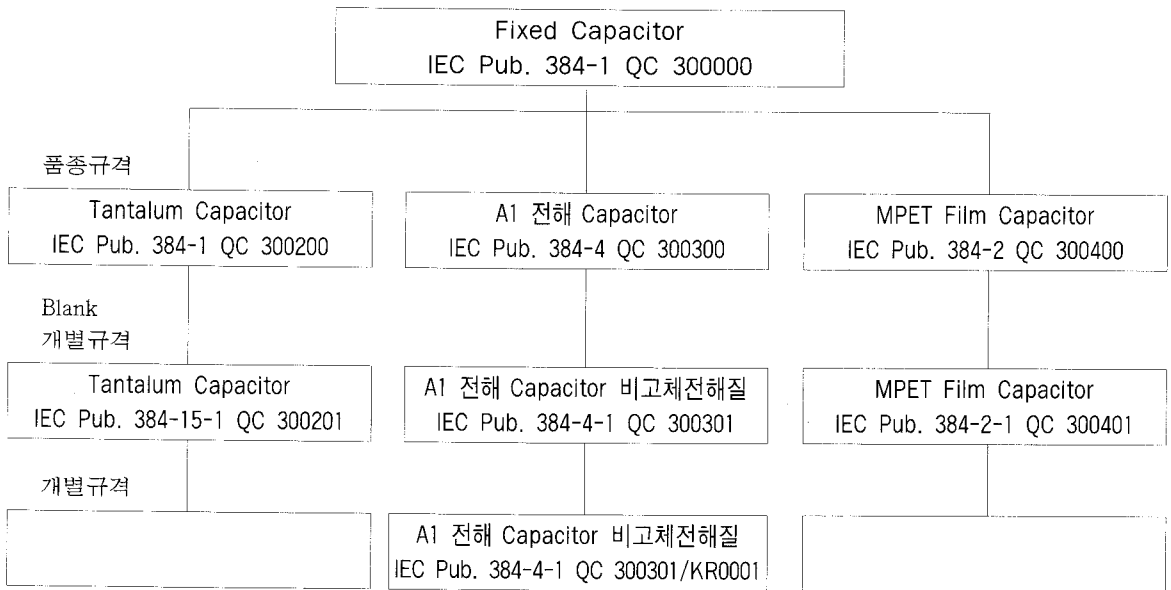 Fixed Capacitor
IEC Pub. 384-1 QC 300000
품종규격
Tantalum Capacitor
IEC Pub. 384-1 QC 300200
A1 전해 Capacitor
IEC Pub. 384-4 QC 300300
MPET Film Capacitor
IEC Pub. 384-2 QC 300400
Blank
개별규격
Tantalum Capacitor
IEC Pub. 384-15-1 QC 300201
A1 전해 Capacitor 비고체전해질
IEC Pub. 384-4-1 QC 300301
MPET Film Capacitor
IEC Pub. 384-2-1 QC 300401
개별규격
A1 전해 Capacitor 비고체전해질
IEC Pub. 384-4-1 QC 300301/KR0001